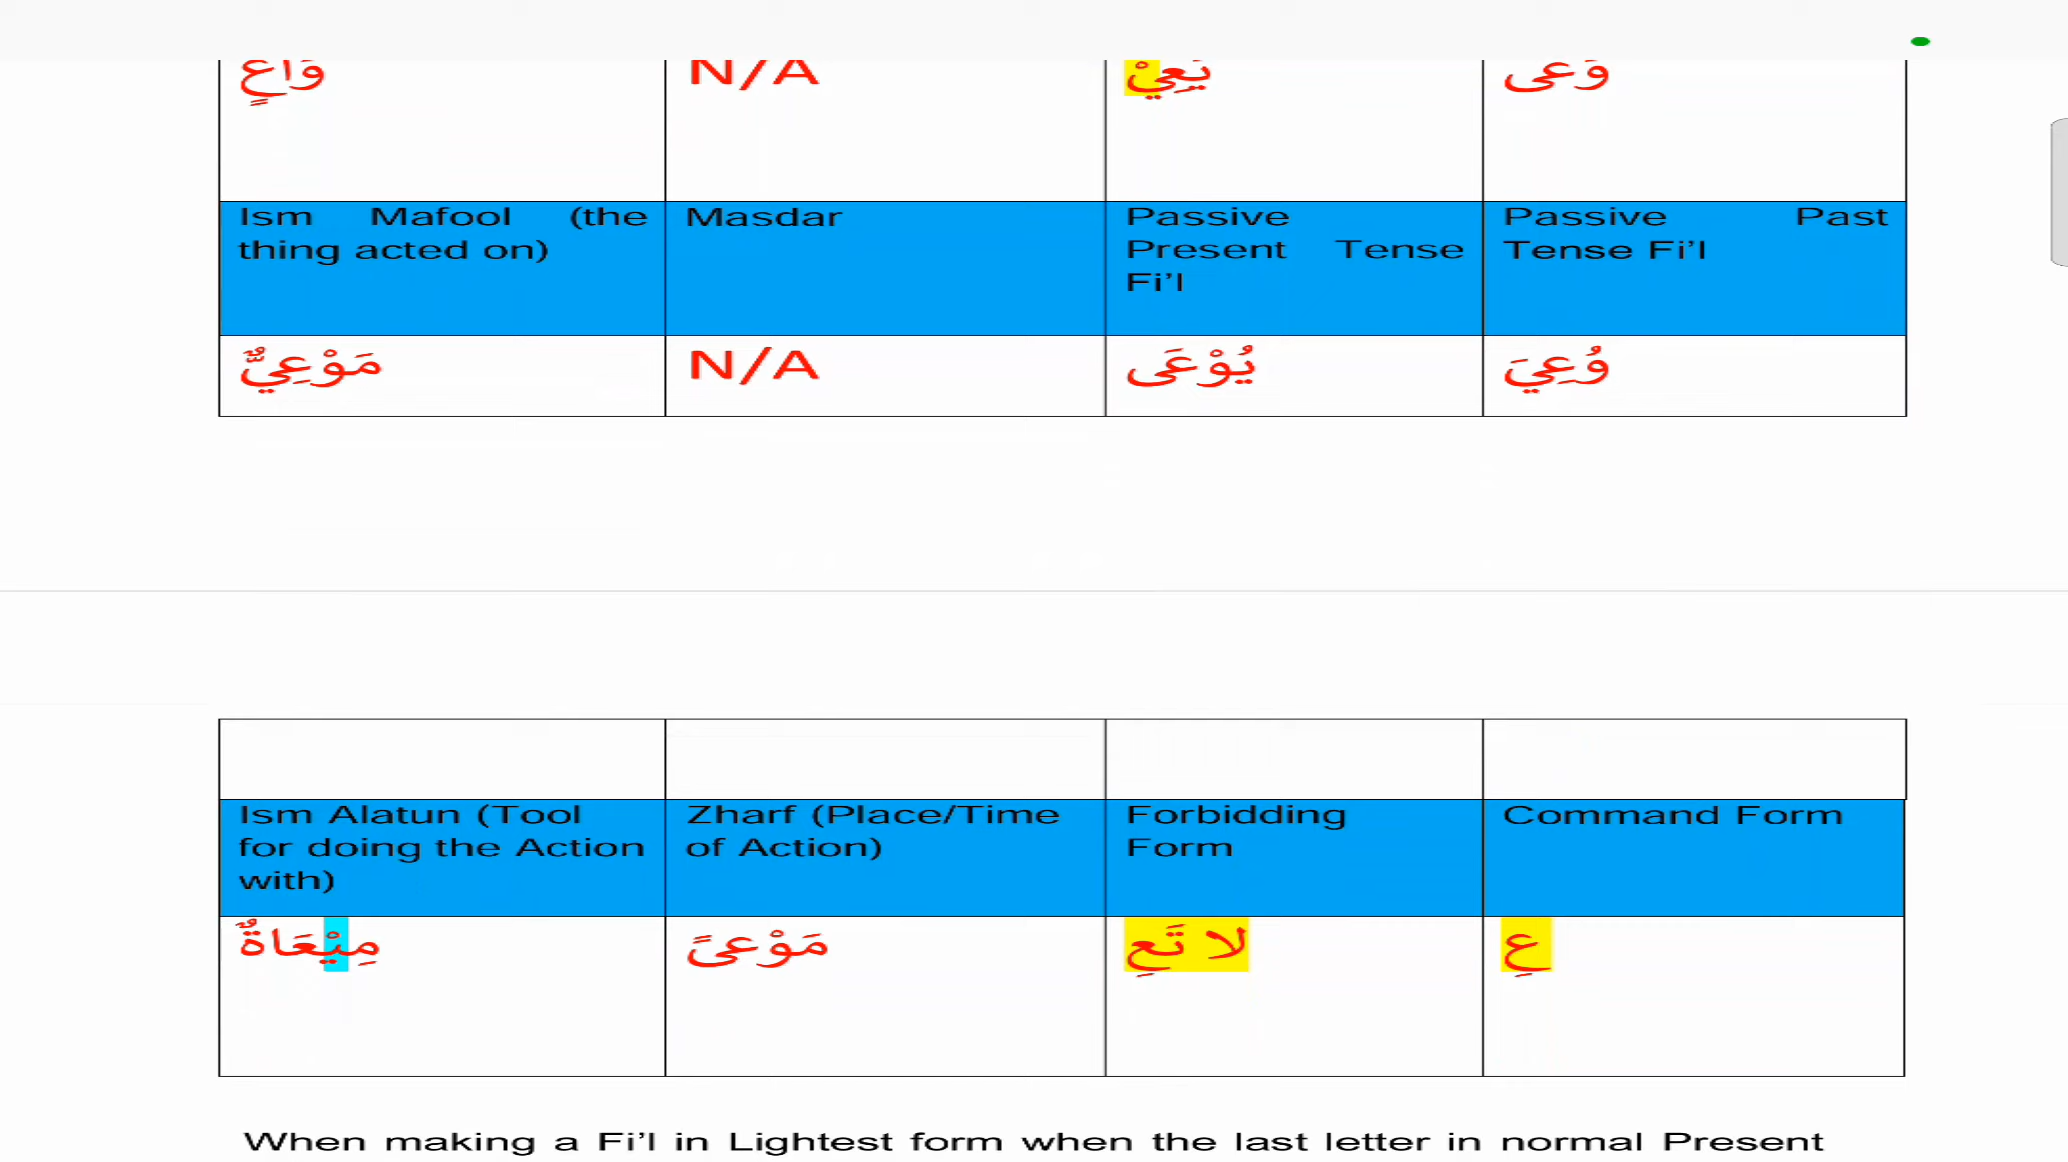 وَاعٍ
N/A
يَعِيْ
وَعَى
Ism Mafool (the
thing acted on)
Masdar
Passive
Present Tense
Fi’l
Passive Past
Tense Fi’l
مَوْعِيٌّ
N/A
يُوْعَى
وُعِيَ
Ism Alatun (Tool
for doing the Action
with)
Zharf (Place/Time
of Action)
Forbidding
Form
Command Form
مِيْعَاةٌ
مَوْعىً
لا تَعِ
عِ
When making a Fi’l in Lightest form when the last letter in normal Present